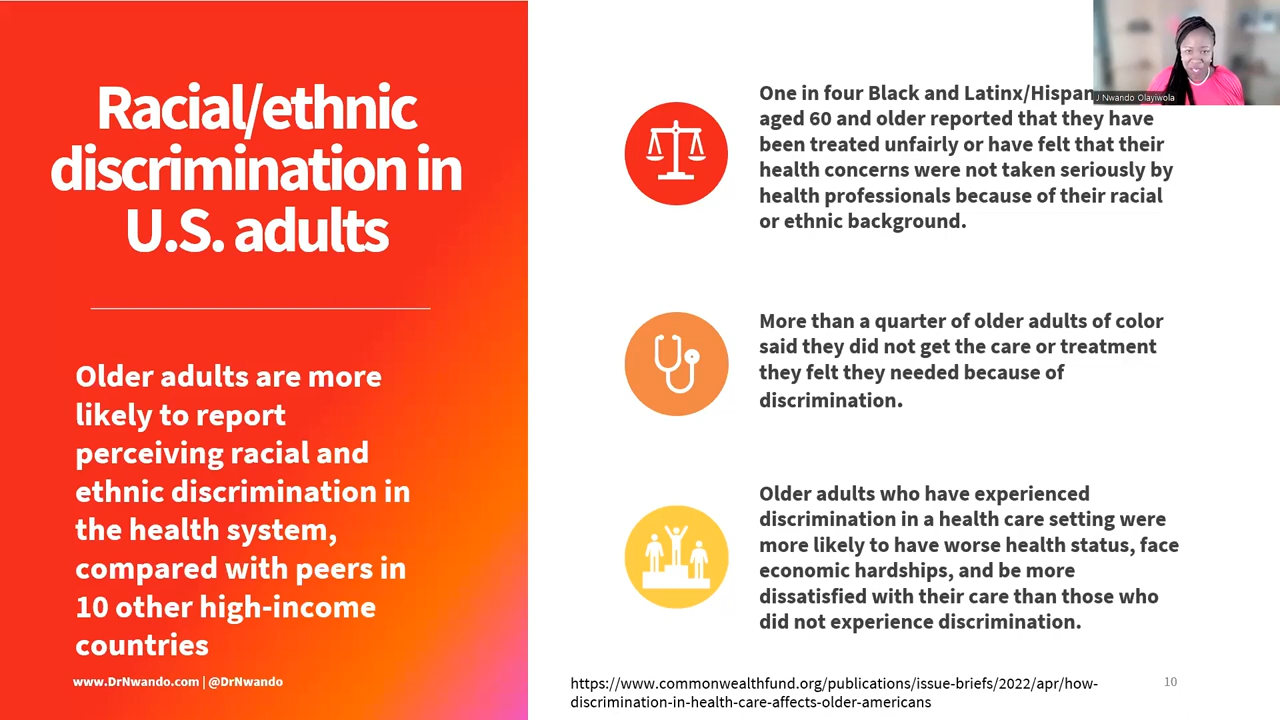 Racial/ethnic
discrimination in
U.S. adults
Older adults are more
likely to report
perceiving racial and
ethnic discrimination in
the health system,
compared with peers in
10 other high-income
countries
www.DrNwando.com | @DrNwando
One in four Black and Latinx/Hispan
aged 60 and older reported that they have
been treated unfairly or have felt that their
health concerns were not taken seriously by
health professionals because of their racial
or ethnic background.
More than a quarter of older adults of color
said they did not get the care or treatment
they felt they needed because of
discrimination.
Older adults who have experienced
discrimination in a health care setting were
more likely to have worse health status, face
economic hardships, and be more
dissatisfied with their care than those who
did not experience discrimination.
https://www.commonwealthfund.org/publications/issue-briefs/2022/apr/how-
discrimination-in-health-care-affects-older-americans
10
J Nwando Olayiwola